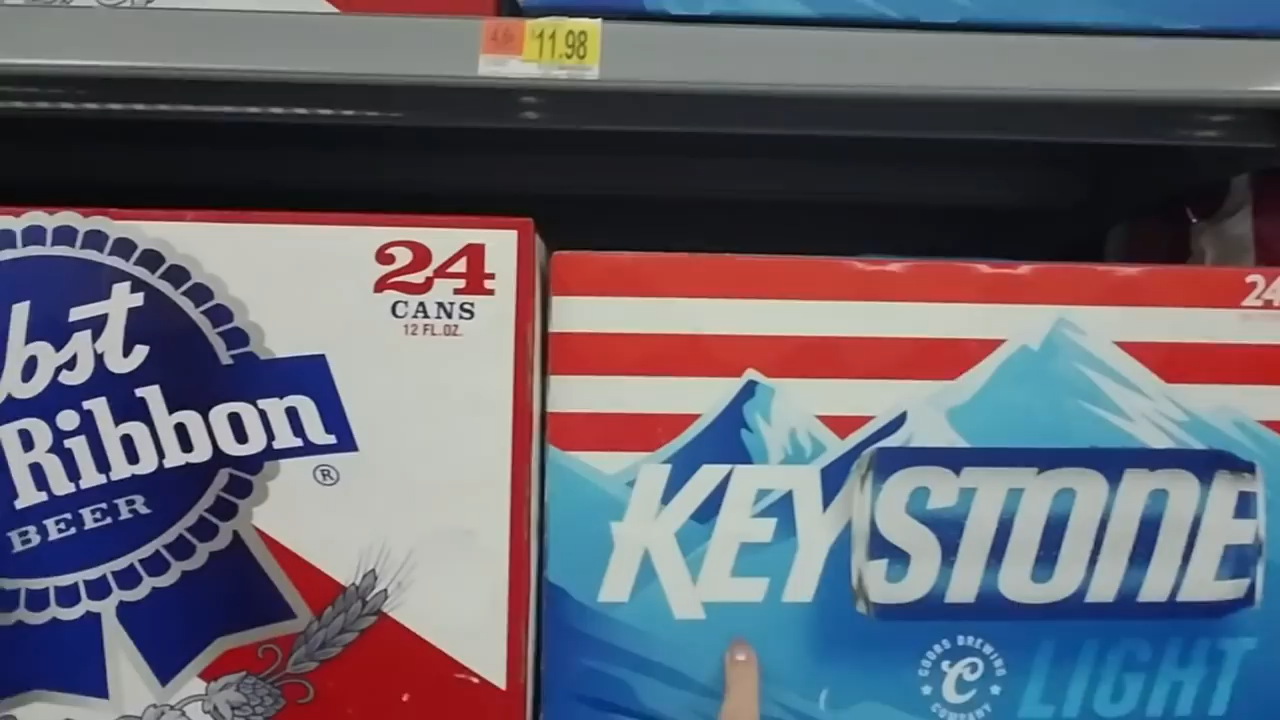 $11.98
24
CANS
12 FL.OZ.
bst
Ribbon
®
BEER
24
KEYSTONE
LIGHT
COORS BREWING
C
COMPANY